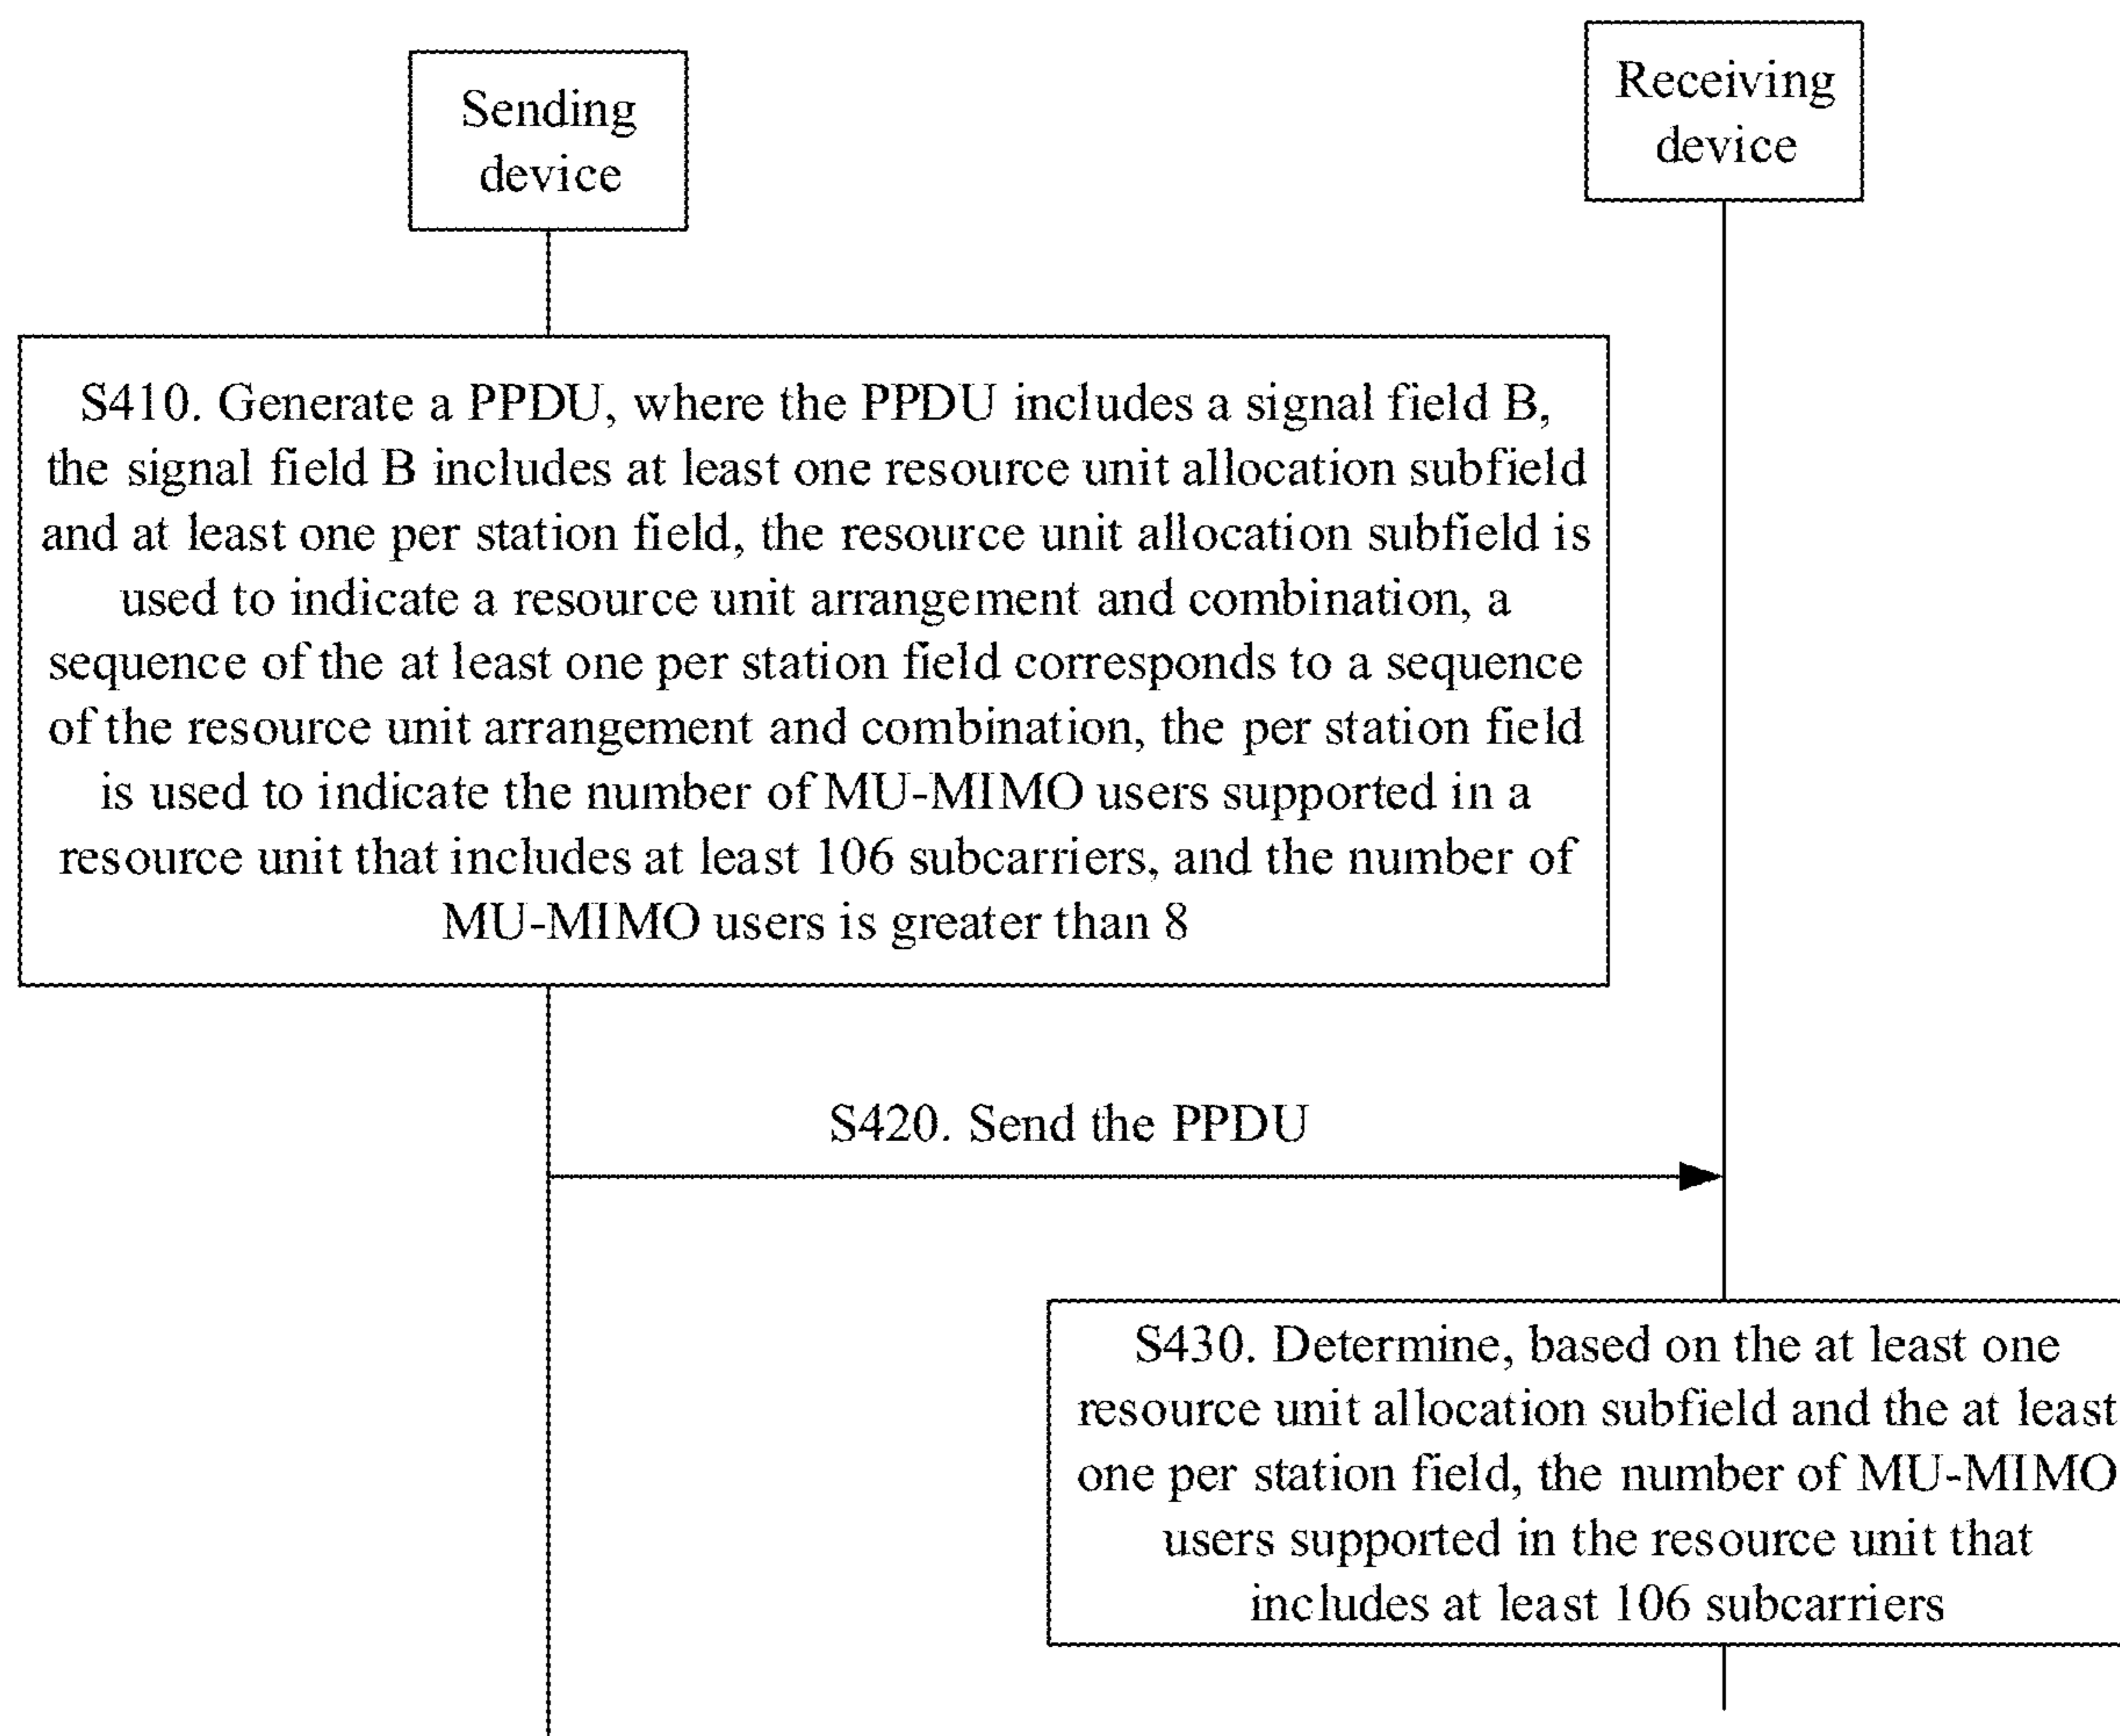 Sending
device
Receiving
device
S410. Generate a PPDU, where the PPDU includes a signal field B,
the signal field B includes at least one resource unit allocation subfield
and at least one per station field, the resource unit allocation subfield is
used to indicate a resource unit arrangement and combination, a
sequence of the at least one per station field corresponds to a sequence
of the resource unit arrangement and combination, the per station field
is used to indicate the number of MU-MIMO users supported in a
resource unit that includes at least 106 subcarriers, and the number of
MU-MIMO users is greater than 8
S420. Send the PPDU
S430. Determine, based on the at least one
resource unit allocation subfield and the at least
one per station field, the number of MU-MIMO
users supported in the resource unit that
includes at least 106 subcarriers